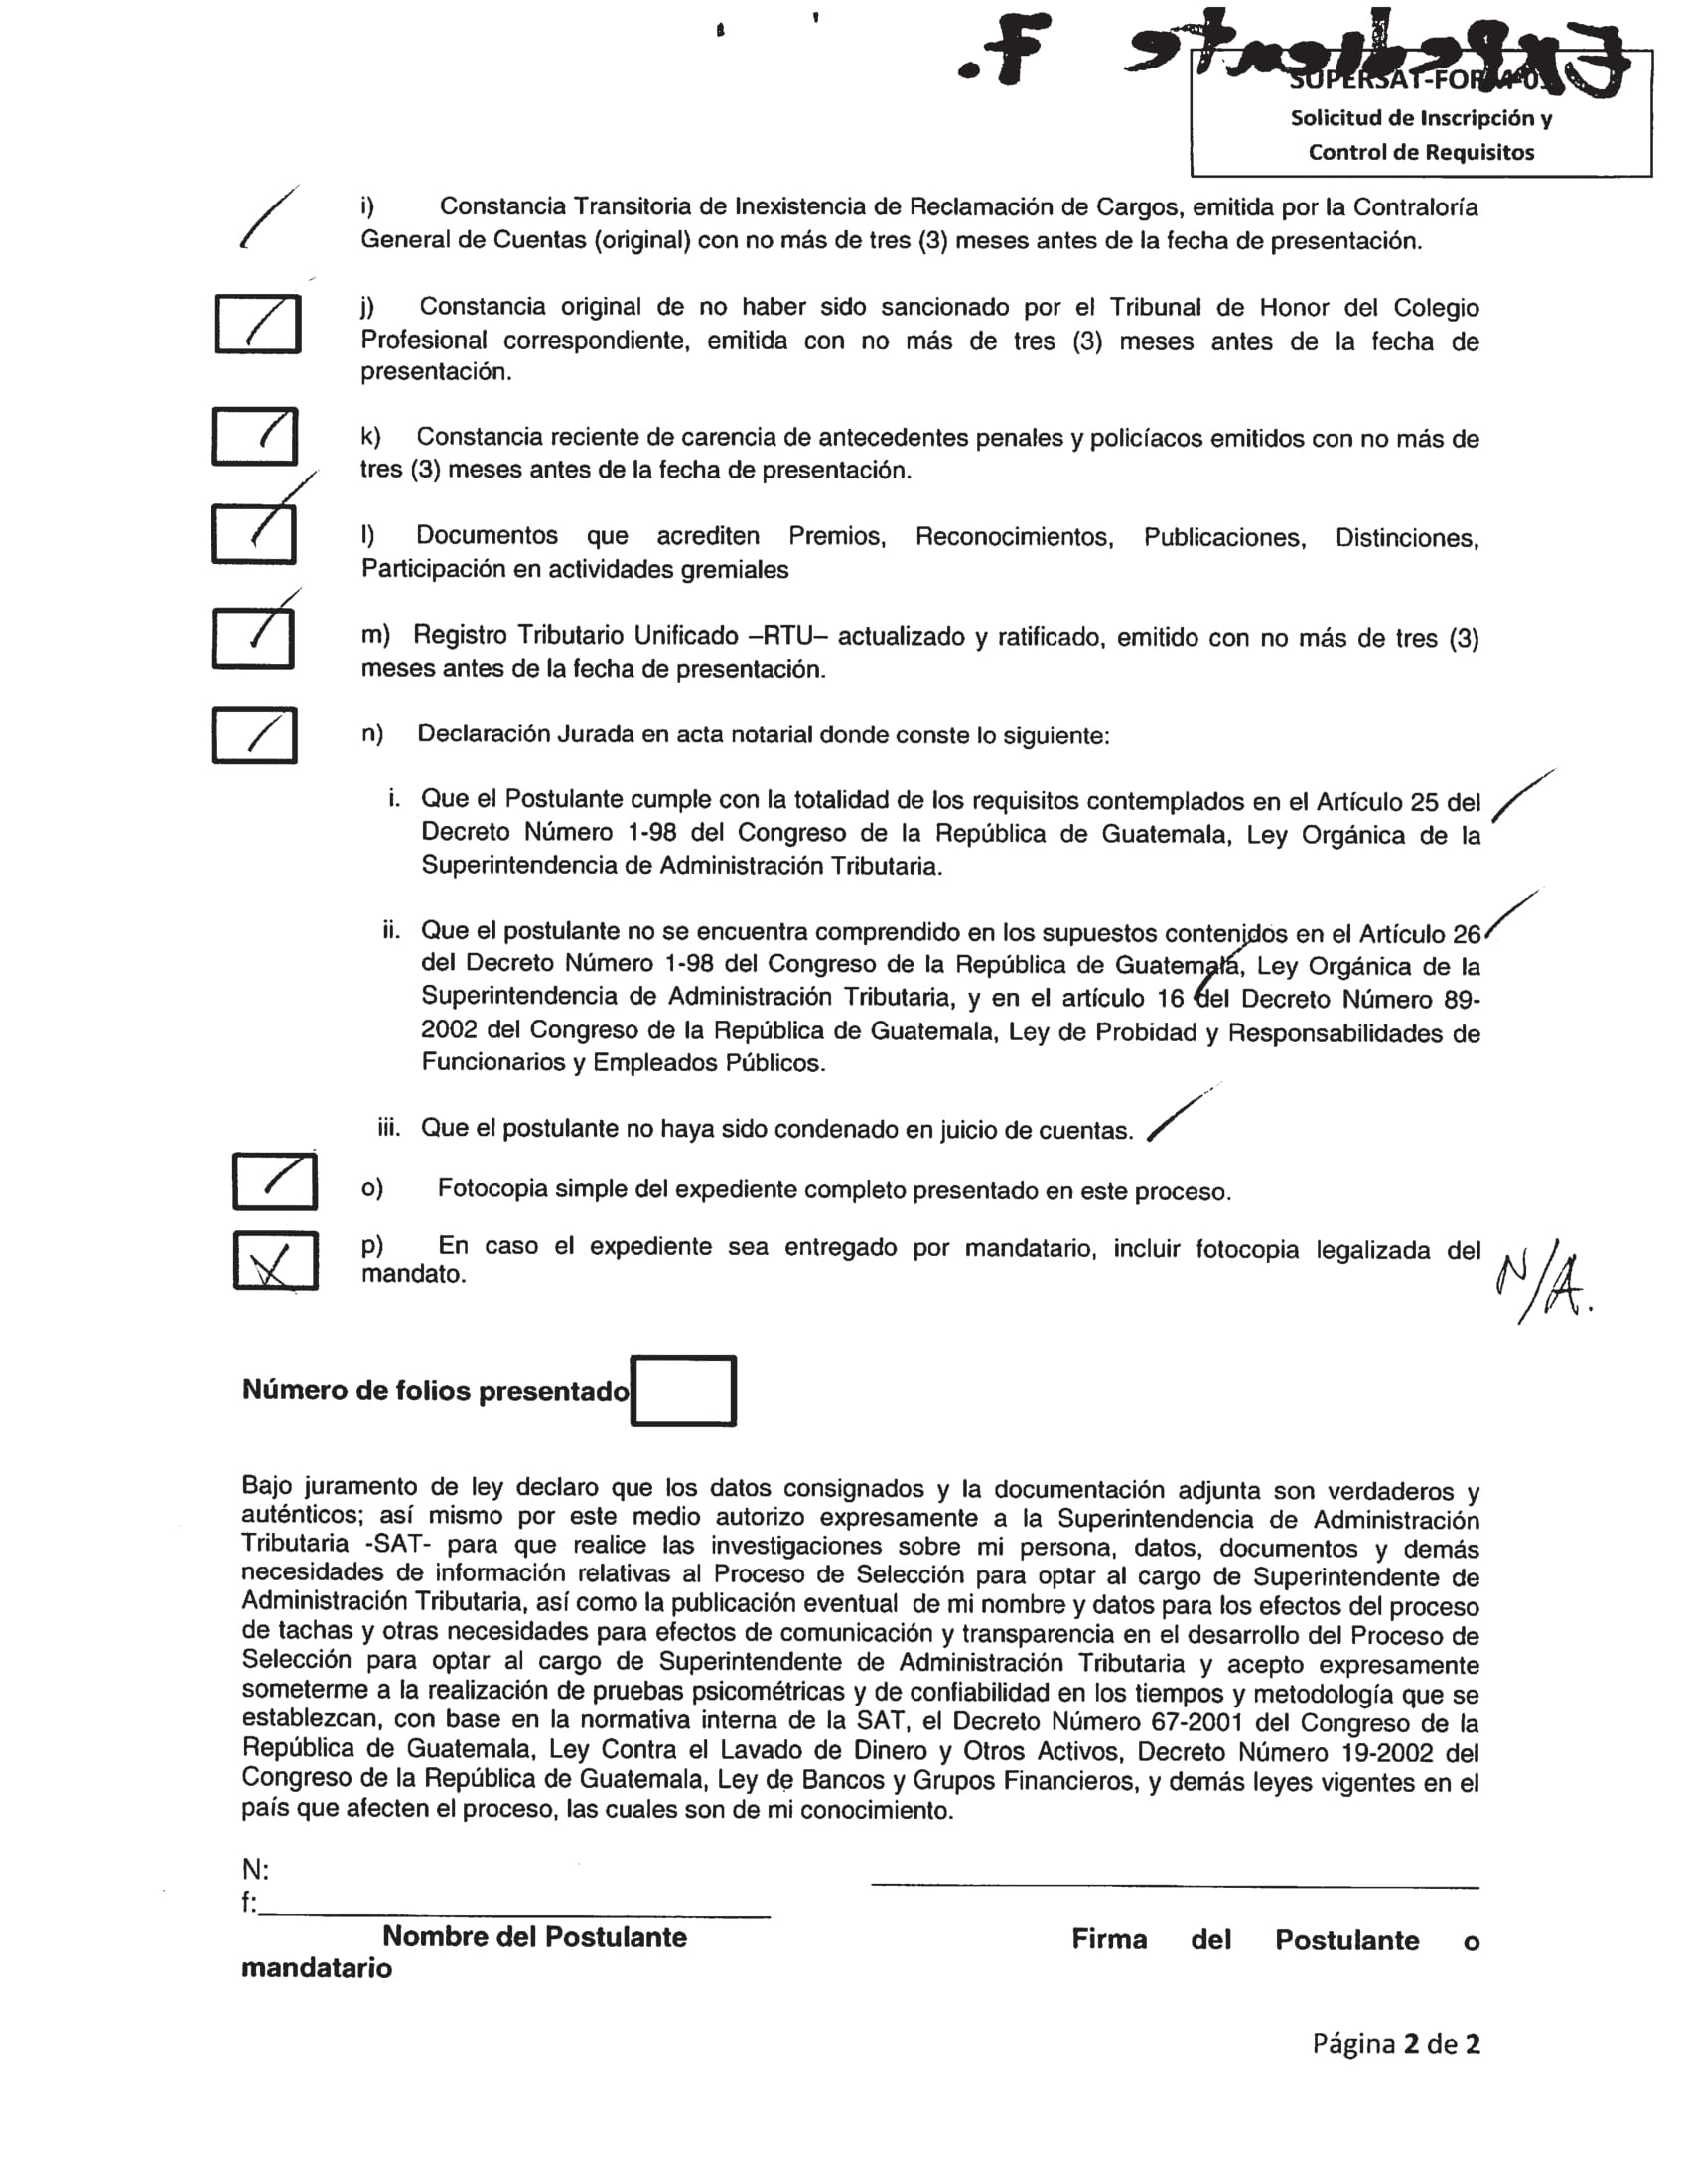 Expediente F.
Solicitud de Inscripción y
Control de Requisitos
i) Constancia Transitoria de Inexistencia de Reclamación de Cargos, emitida por la Contraloría
General de Cuentas (original) con no más de tres (3) meses antes de la fecha de presentación.
j) Constancia original de no haber sido sancionado por el Tribunal de Honor del Colegio
Profesional correspondiente, emitida con no más de tres (3) meses antes de la fecha de
presentación.
k) Constancia reciente de carencia de antecedentes penales y policíacos emitidos con no más de
tres (3) meses antes de la fecha de presentación.
l) Documentos que acrediten Premios, Reconocimientos, Publicaciones, Distinciones,
Participación en actividades gremiales
m) Registro Tributario Unificado –RTU– actualizado y ratificado, emitido con no más de tres (3)
meses antes de la fecha de presentación.
n) Declaración Jurada en acta notarial donde conste lo siguiente:
i. Que el Postulante cumple con la totalidad de los requisitos contemplados en el Artículo 25 del
Decreto Número 1-98 del Congreso de la República de Guatemala, Ley Orgánica de la
Superintendencia de Administración Tributaria.
ii. Que el postulante no se encuentra comprendido en los supuestos contenidos en el Artículo 26
del Decreto Número 1-98 del Congreso de la República de Guatemala, Ley Orgánica de la
Superintendencia de Administración Tributaria, y en el artículo 16 del Decreto Número 89-
2002 del Congreso de la República de Guatemala, Ley de Probidad y Responsabilidades de
Funcionarios y Empleados Públicos.
iii. Que el postulante no haya sido condenado en juicio de cuentas.
o) Fotocopia simple del expediente completo presentado en este proceso.
p) En caso el expediente sea entregado por mandatario, incluir fotocopia legalizada del
mandato.
N/A.
Número de folios presentado
Bajo juramento de ley declaro que los datos consignados y la documentación adjunta son verdaderos y
auténticos; así mismo por este medio autorizo expresamente a la Superintendencia de Administración
Tributaria -SAT- para que realice las investigaciones sobre mi persona, datos, documentos y demás
necesidades de información relativas al Proceso de Selección para optar al cargo de Superintendente de
Administración Tributaria, así como la publicación eventual de mi nombre y datos para los efectos del proceso
de tachas y otras necesidades para efectos de comunicación y transparencia en el desarrollo del Proceso de
Selección para optar al cargo de Superintendente de Administración Tributaria y acepto expresamente
someterme a la realización de pruebas psicométricas y de confiabilidad en los tiempos y metodología que se
establezcan, con base en la normativa interna de la SAT, el Decreto Número 67-2001 del Congreso de la
República de Guatemala, Ley Contra el Lavado de Dinero y Otros Activos, Decreto Número 19-2002 del
Congreso de la República de Guatemala, Ley de Bancos y Grupos Financieros, y demás leyes vigentes en el
país que afecten el proceso, las cuales son de mi conocimiento.
N:
f:
Nombre del Postulante Firma del Postulante o
mandatario
Página 2 de 2